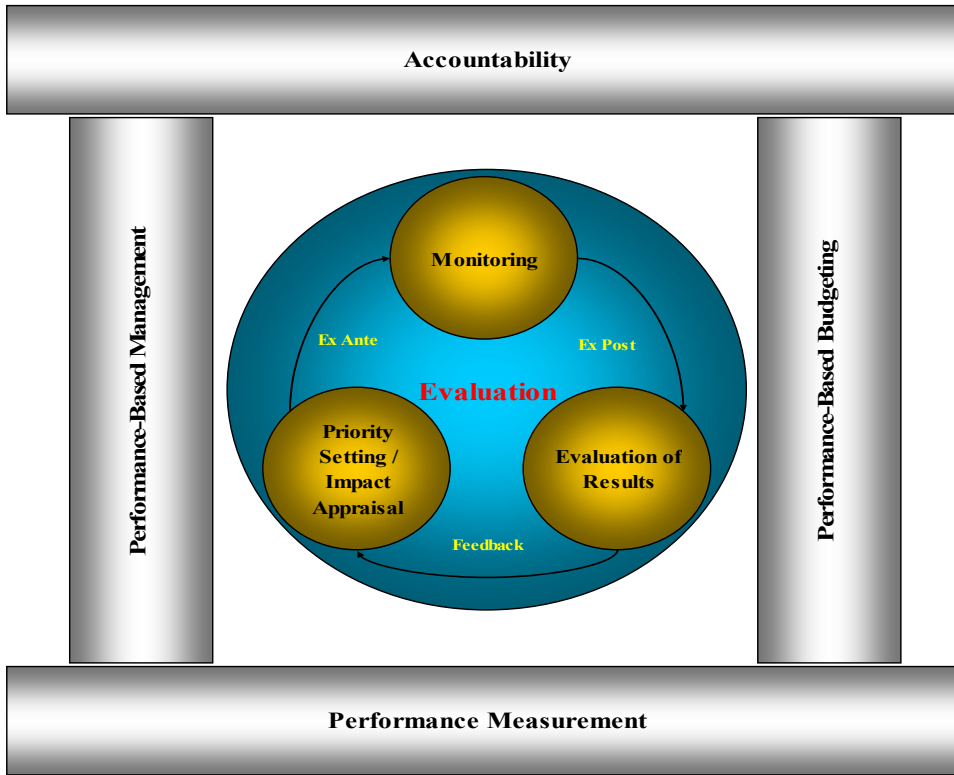 Accountability
Performance-Based Management
Monitoring
Ex Ante
Ex Post
Evaluation
Priority
Setting /
Impact
Appraisal
Evaluation of
Results
Feedback
Performance-Based Budgeting
Performance Measurement